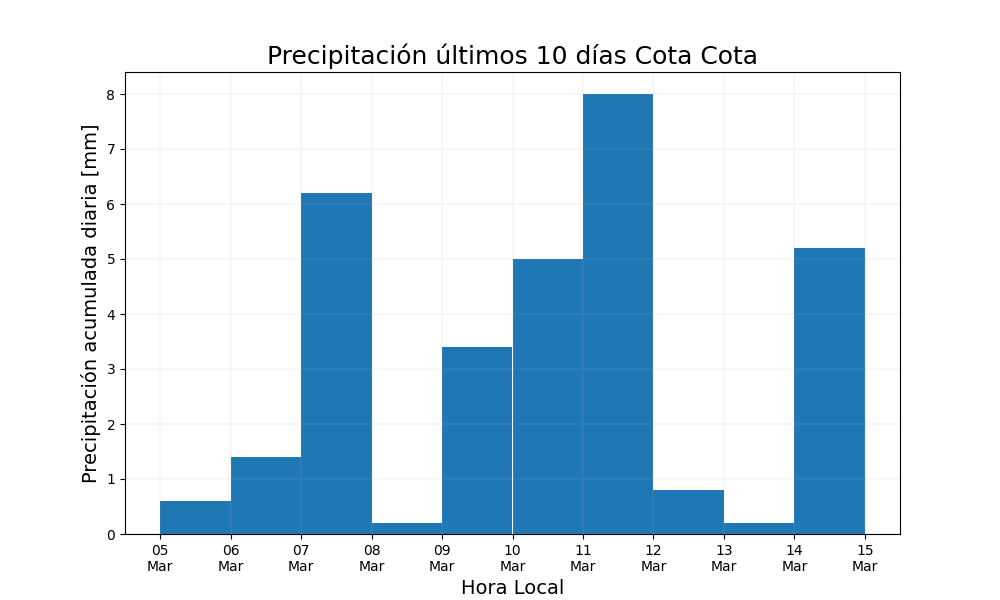 Precipitación últimos 10 días Cota Cota
Precipitación acumulada diaria [mm]
8
7
6
5
4
3
2
1
0
05 06 07 08 09 10 11 12 13 14 15
Mar Mar Mar Mar Mar Mar Mar Mar Mar Mar Mar
Hora Local